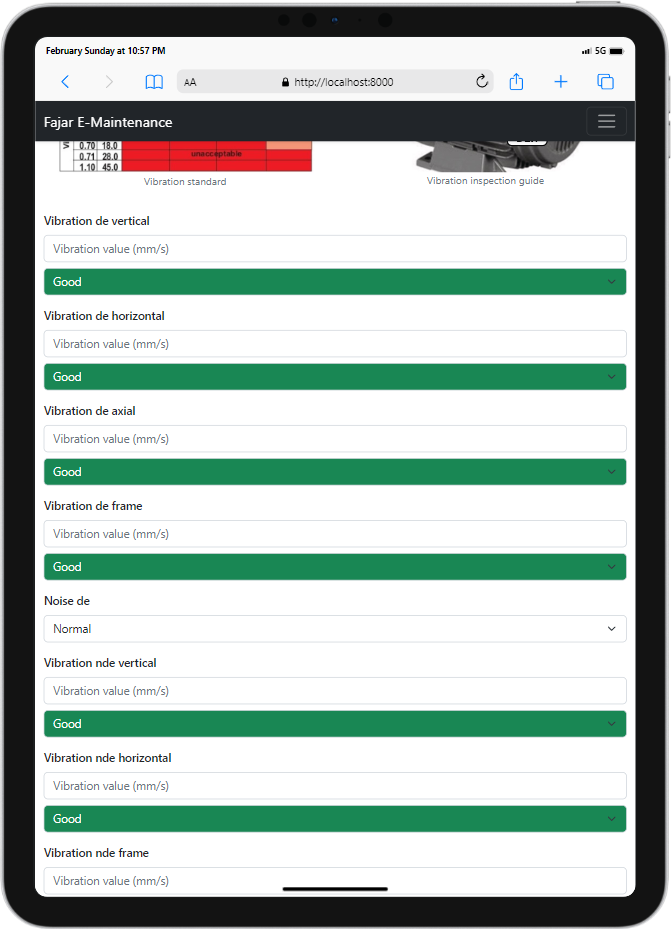 February Sunday at 10:57 PM
5G
AA
http://localhost:8000
Fajar E-Maintenance
0.70 18.0
0.71 28.0
unacceptable
1.10 45.0
Vibration standard
Vibration inspection guide
Vibration de vertical
Vibration value (mm/s)
Good
Vibration de horizontal
Vibration value (mm/s)
Good
Vibration de axial
Vibration value (mm/s)
Good
Vibration de frame
Vibration value (mm/s)
Good
Noise de
Normal
Vibration nde vertical
Vibration value (mm/s)
Good
Vibration nde horizontal
Vibration value (mm/s)
Good
Vibration nde frame
Vibration value (mm/s)